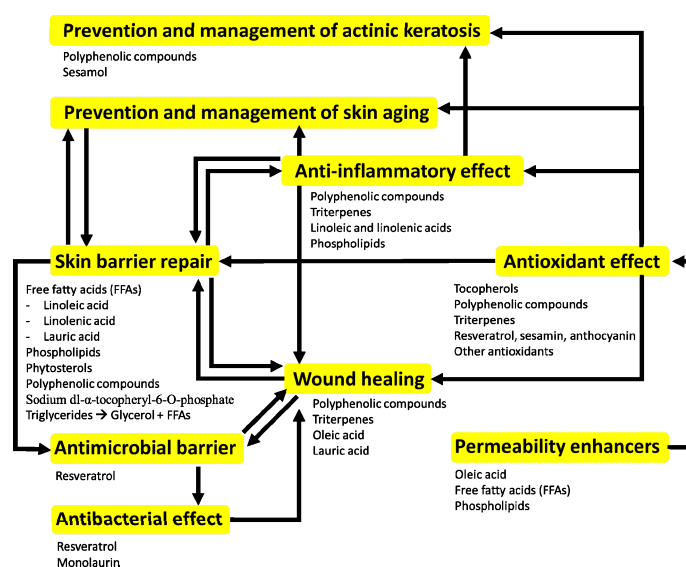 Prevention and management of actinic keratosis
Polyphenolic compounds
Sesamol
Prevention and management of skin aging
Anti-inflammatory effect
Polyphenolic compounds
Triterpenes
Linoleic and linolenic acids
Phospholipids
Skin barrier repair
Free fatty acids (FFAs)
- Linoleic acid
- Linolenic acid
- Lauric acid
Phospholipids
Phytosterols
Polyphenolic compounds
Sodium dl-α-tocopheryl-6-O-phosphate
Triglycerides → Glycerol + FFAs
Antioxidant effect
Tocopherols
Polyphenolic compounds
Triterpenes
Resveratrol, sesamin, anthocyanin
Other antioxidants
Wound healing
Polyphenolic compounds
Triterpenes
Oleic acid
Lauric acid
Antimicrobial barrier
Resveratrol
Permeability enhancers
Oleic acid
Free fatty acids (FFAs)
Phospholipids
Antibacterial effect
Resveratrol
Monolaurin